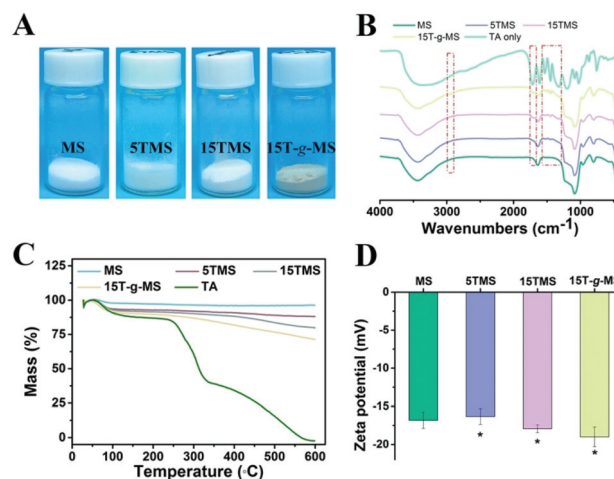 A
MS
5TMS
15TMS
15T-g-MS
B
MS 5TMS 15TMS
15T-g-MS TA only
4000 3000 2000 1000
Wavenumbers (cm-1)
C
MS 5TMS 15TMS
15T-g-MS TA
125
100
75
50
25
0
0 100 200 300 400 500 600
Mass (%)
Temperature (°C)
D
MS 5TMS 15TMS 15T-g-MS
0
-5
-10
-15
-20
Zeta potential (mV)
* * *